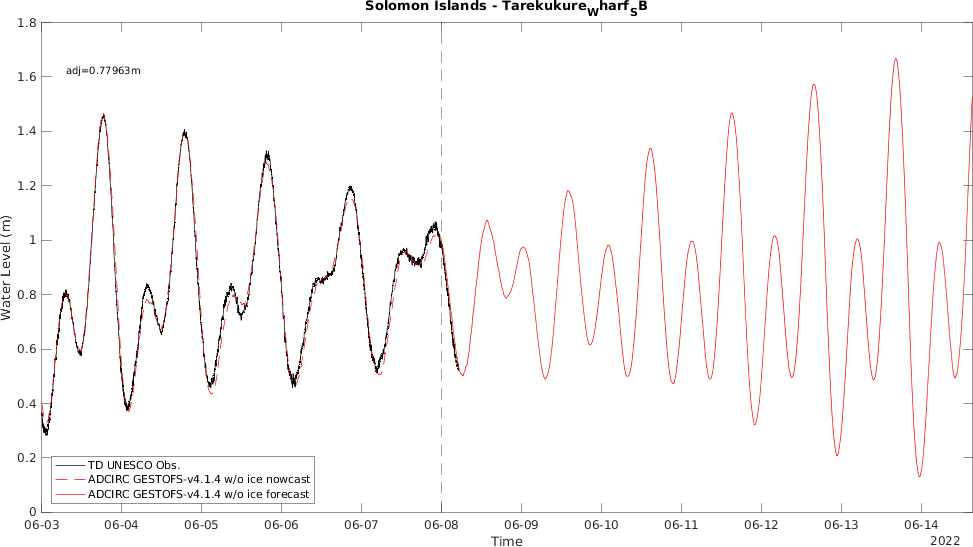 Solomon Islands - TarekukureWharfSB
1.8
adj=0.77963m
1.6
1.4
1.2
1
0.8
0.6
0.4
0.2
0
Water Level (m)
TD UNESCO Obs.
ADCIRC GESTOFS-v4.1.4 w/o ice nowcast
ADCIRC GESTOFS-v4.1.4 w/o ice forecast
06-03 06-04 06-05 06-06 06-07 06-08 06-09 06-10 06-11 06-12 06-13 06-14
Time
2022